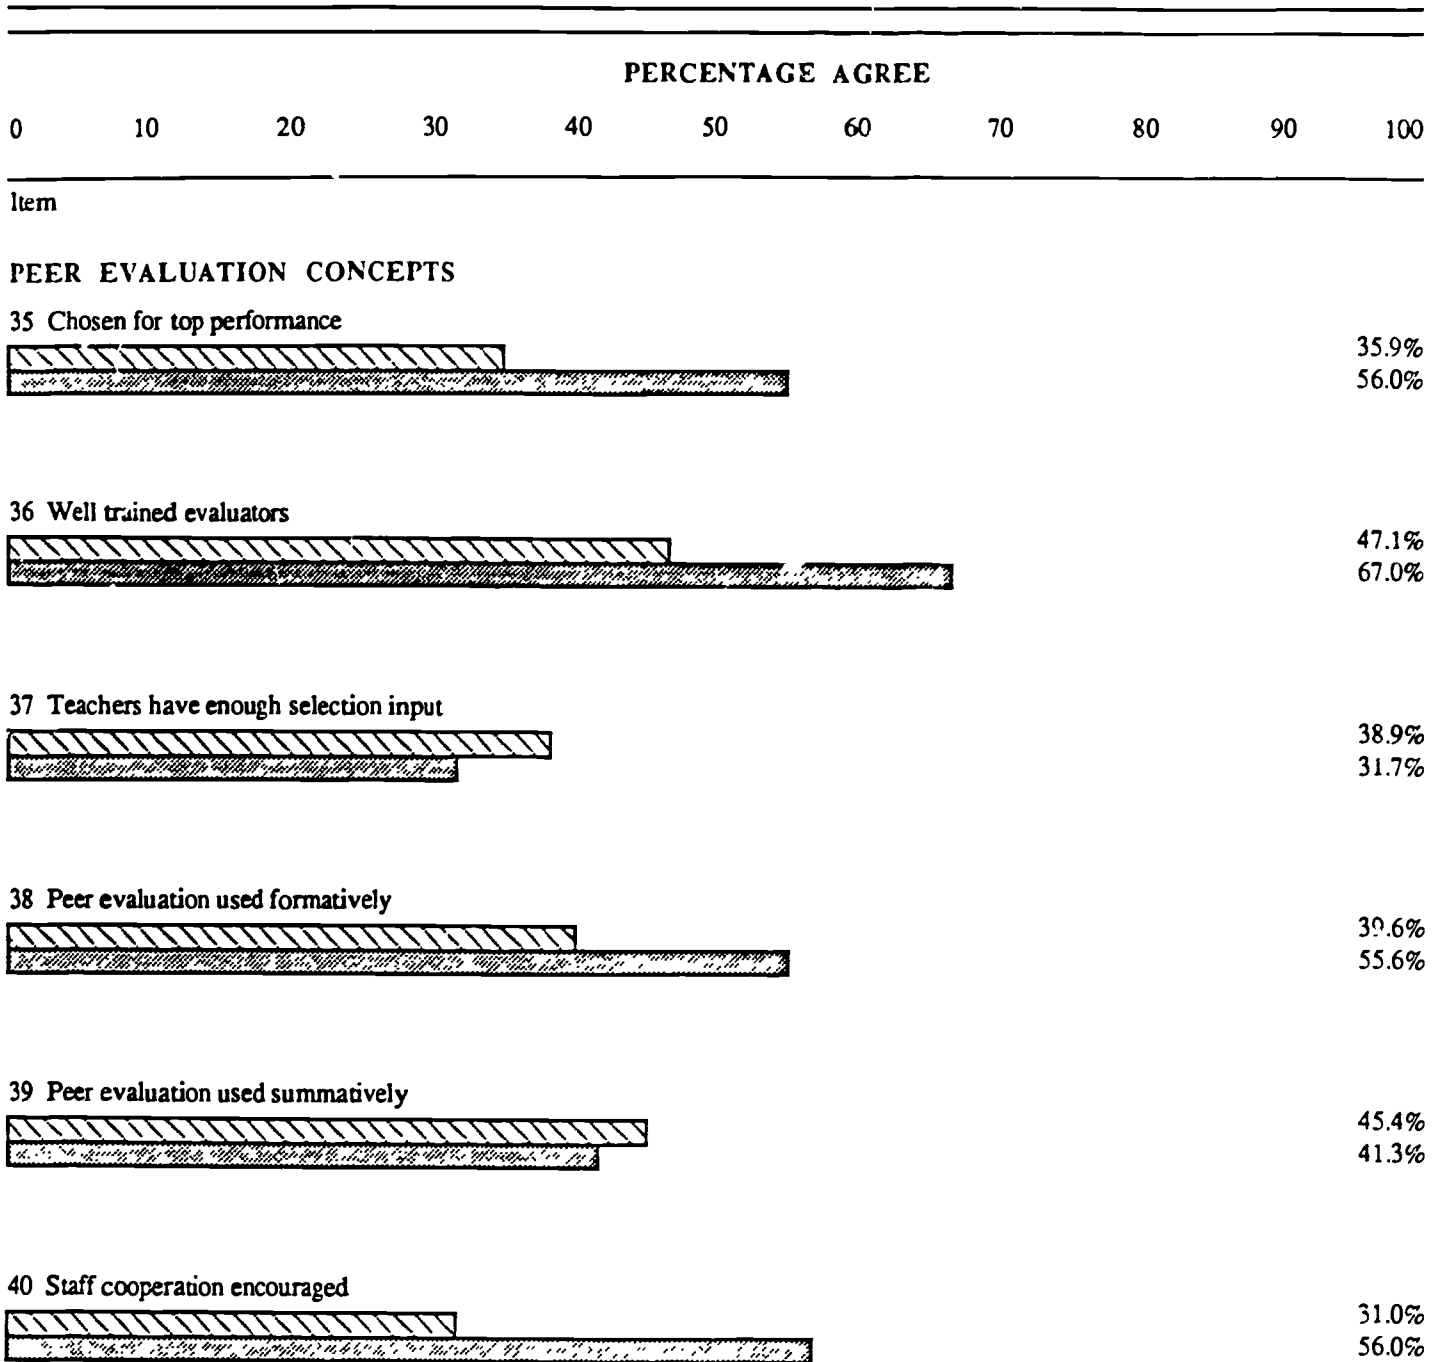 PERCENTAGE AGREE
0 10 20 30 40 50 60 70 80 90 100
Item
PEER EVALUATION CONCEPTS
35 Chosen for top performance
35.9%
56.0%
36 Well trained evaluators
47.1%
67.0%
37 Teachers have enough selection input
38.9%
31.7%
38 Peer evaluation used formatively
39.6%
55.6%
39 Peer evaluation used summatively
45.4%
41.3%
40 Staff cooperation encouraged
31.0%
56.0%